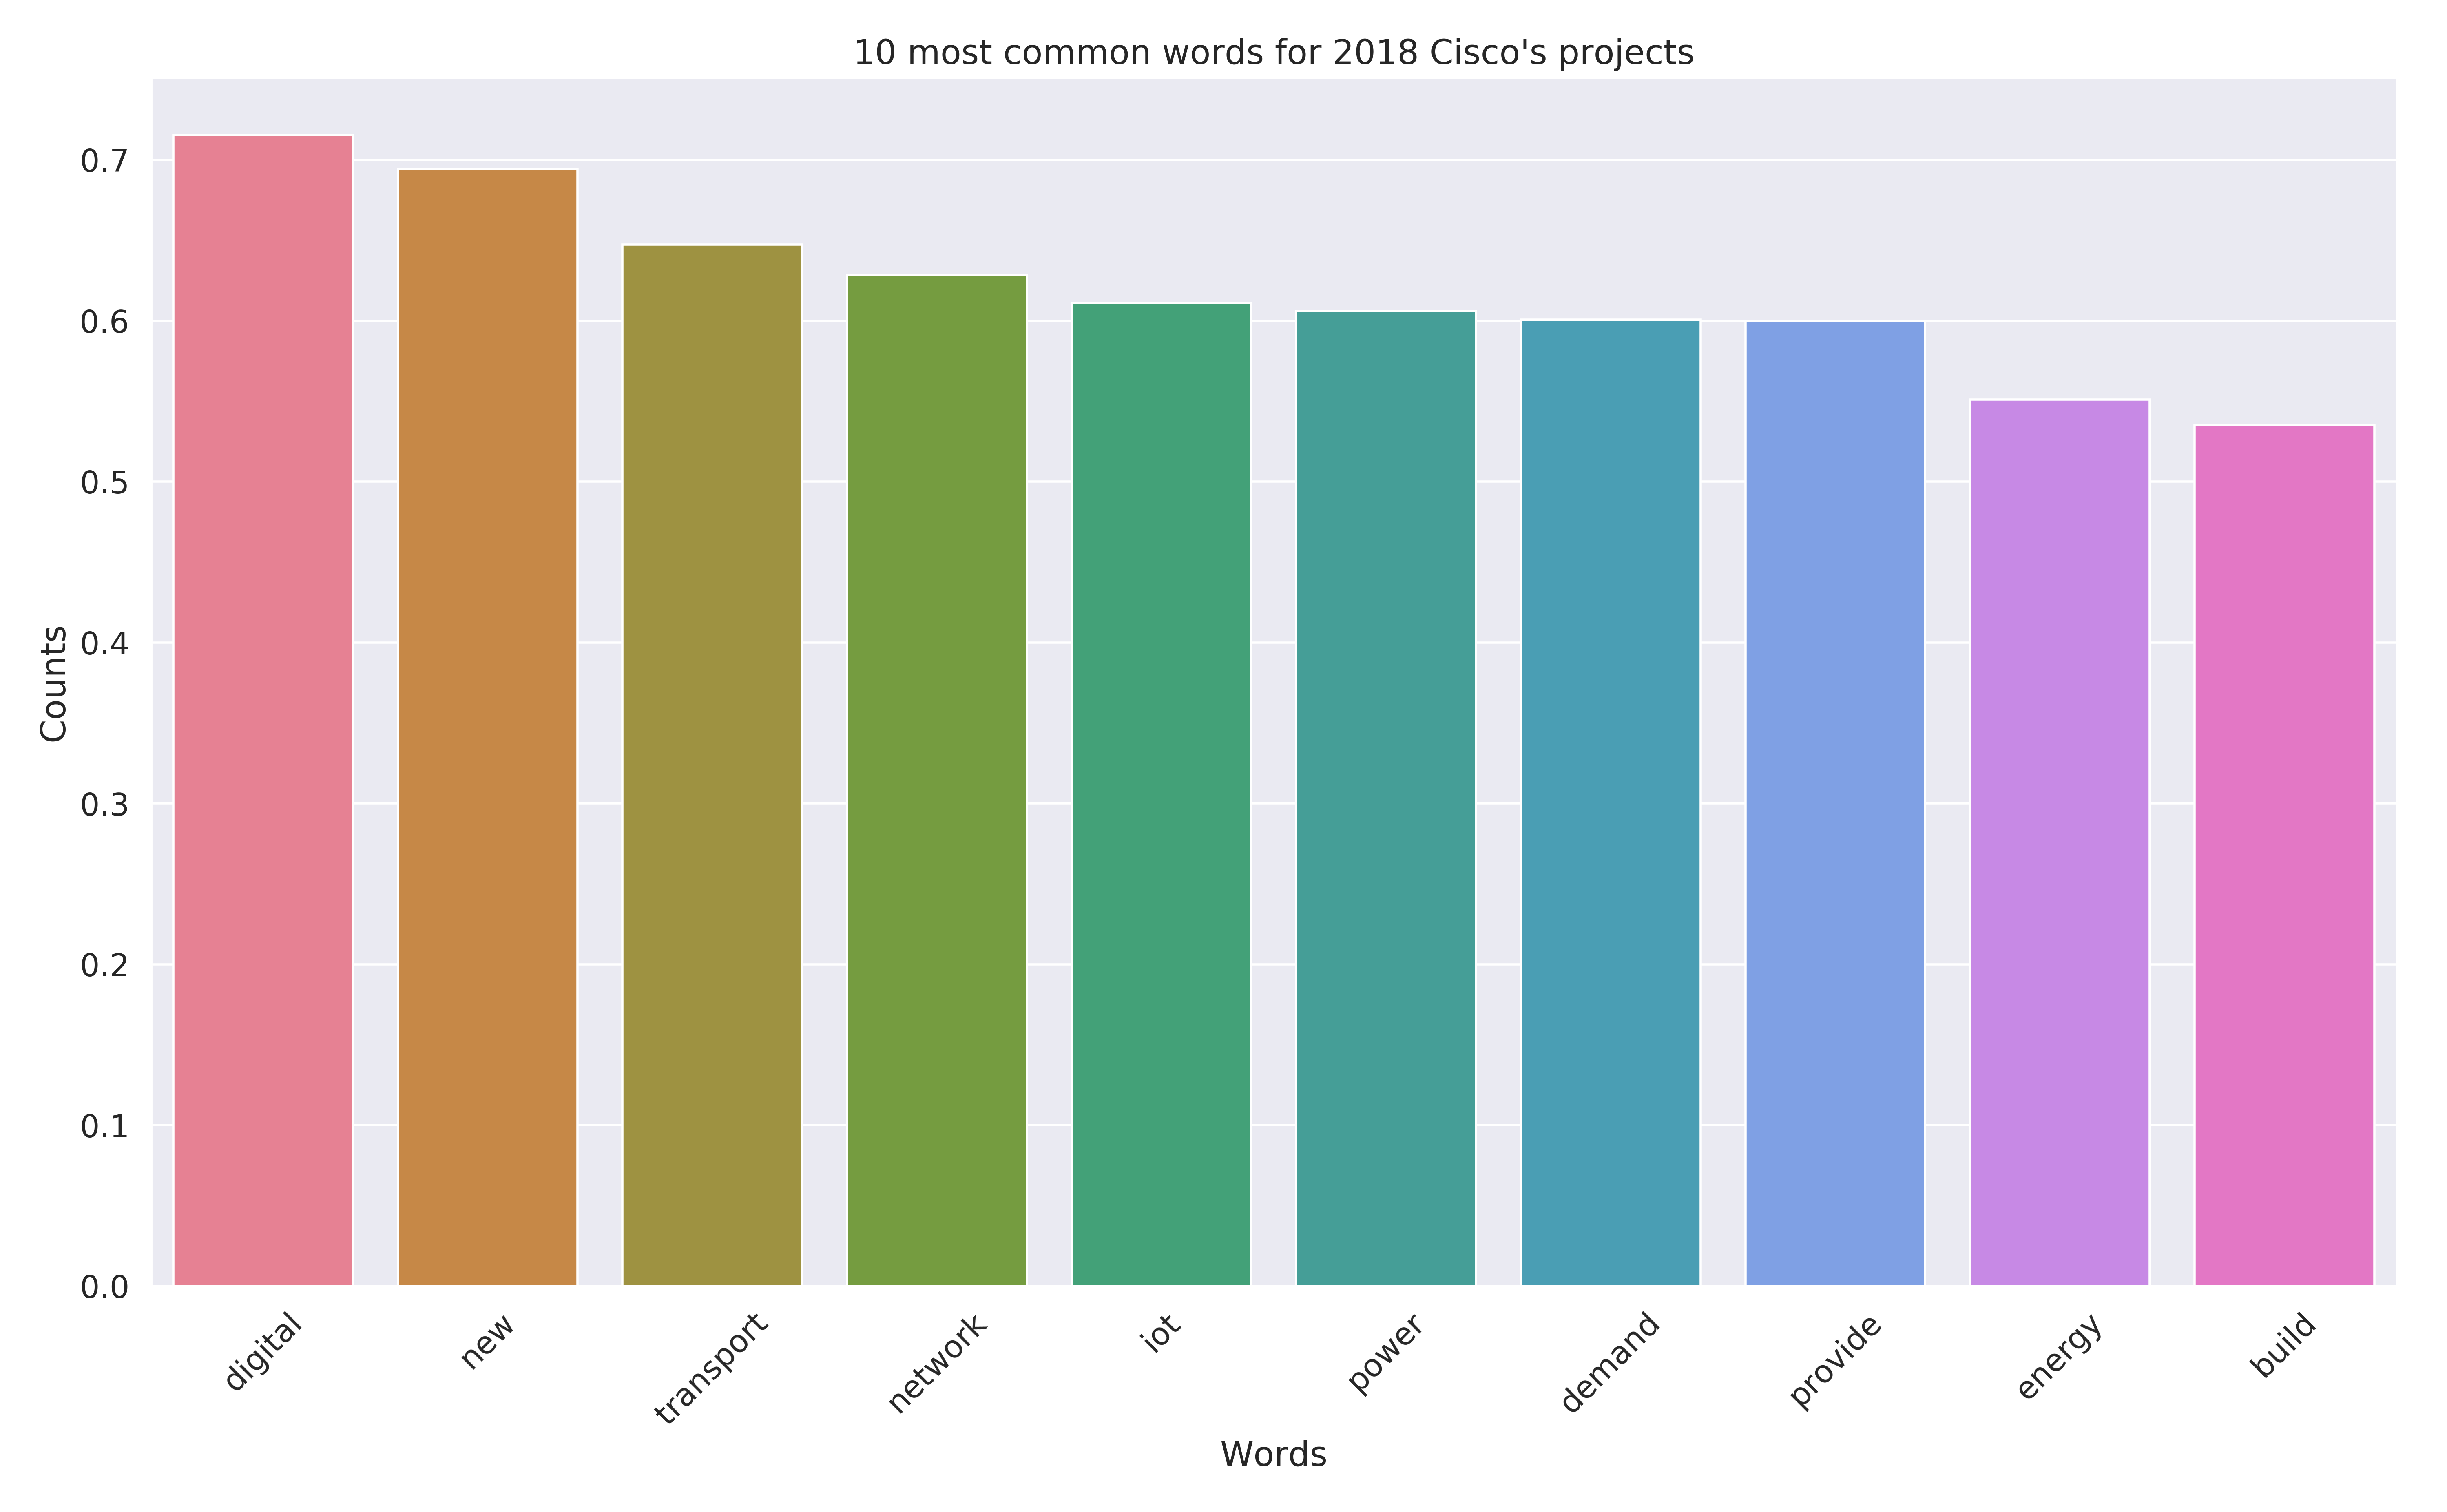 10 most common words for 2018 Cisco's projects
Counts
0.7
0.6
0.5
0.4
0.3
0.2
0.1
0.0
digital
new
transport
network
iot
power
demand
provide
energy
build
Words